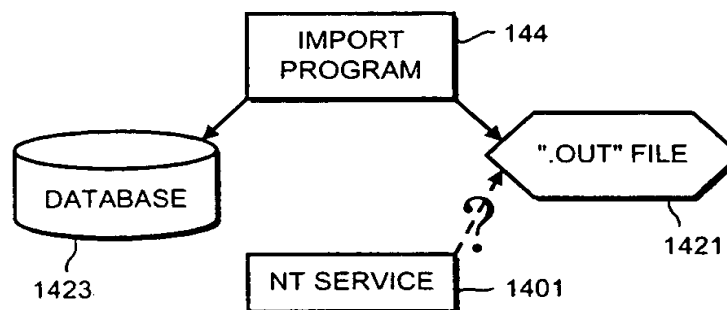 IMPORT
PROGRAM
144
DATABASE
".OUT" FILE
?
1423
1421
NT SERVICE
1401